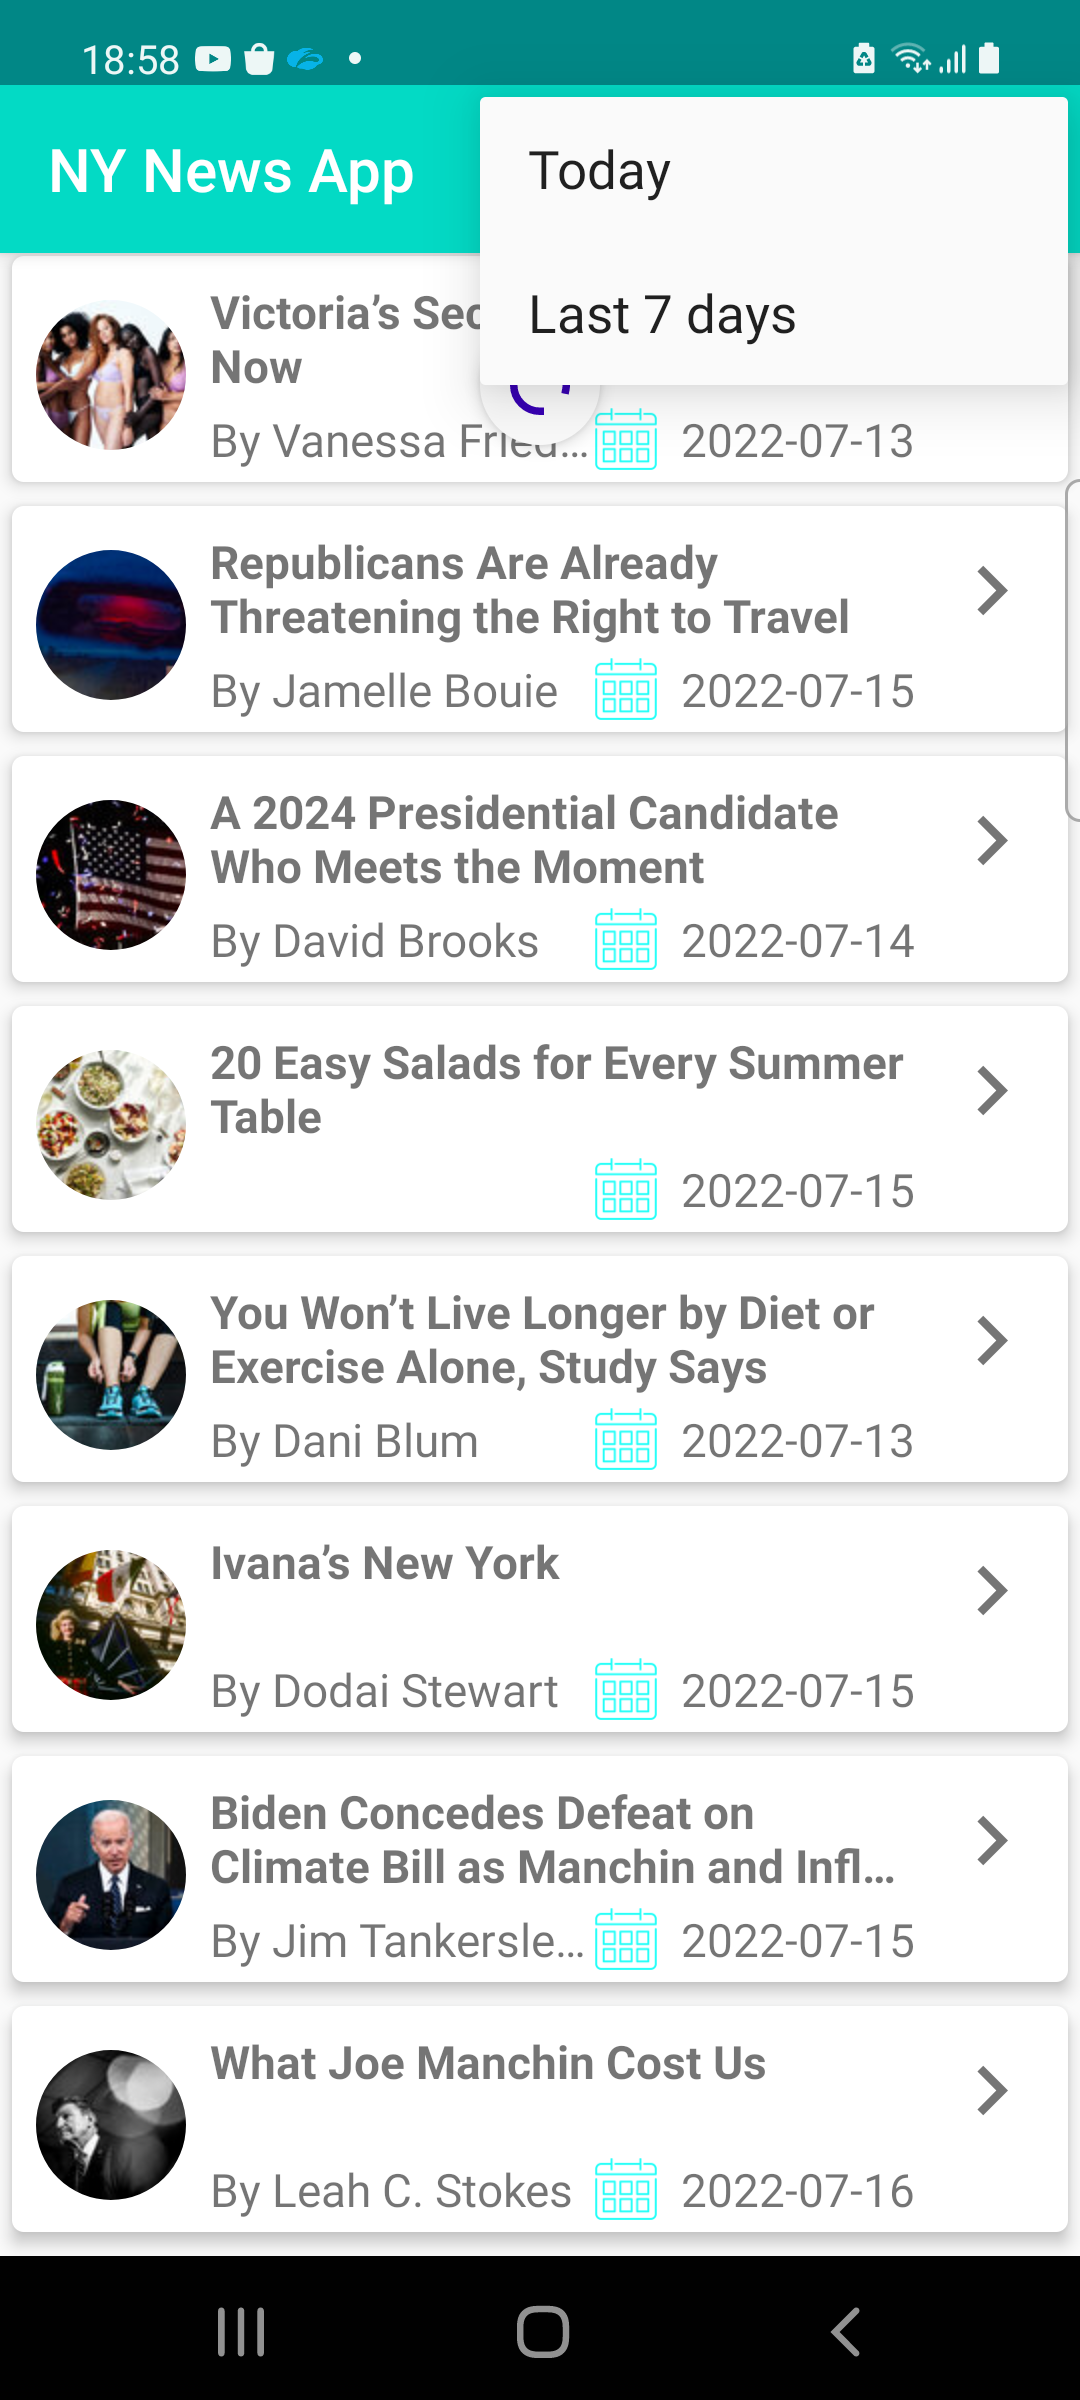 18:58
NY News App
Today
Last 7 days
Victoria’s
Now
By Vanessa Fried…
2022-07-13
Republicans Are Already
Threatening the Right to Travel
By Jamelle Bouie
2022-07-15
A 2024 Presidential Candidate
Who Meets the Moment
By David Brooks
2022-07-14
20 Easy Salads for Every Summer
Table
2022-07-15
You Won’t Live Longer by Diet or
Exercise Alone, Study Says
By Dani Blum
2022-07-13
Ivana’s New York
By Dodai Stewart
2022-07-15
Biden Concedes Defeat on
Climate Bill as Manchin and Infl…
By Jim Tankersle…
2022-07-15
What Joe Manchin Cost Us
By Leah C. Stokes
2022-07-16